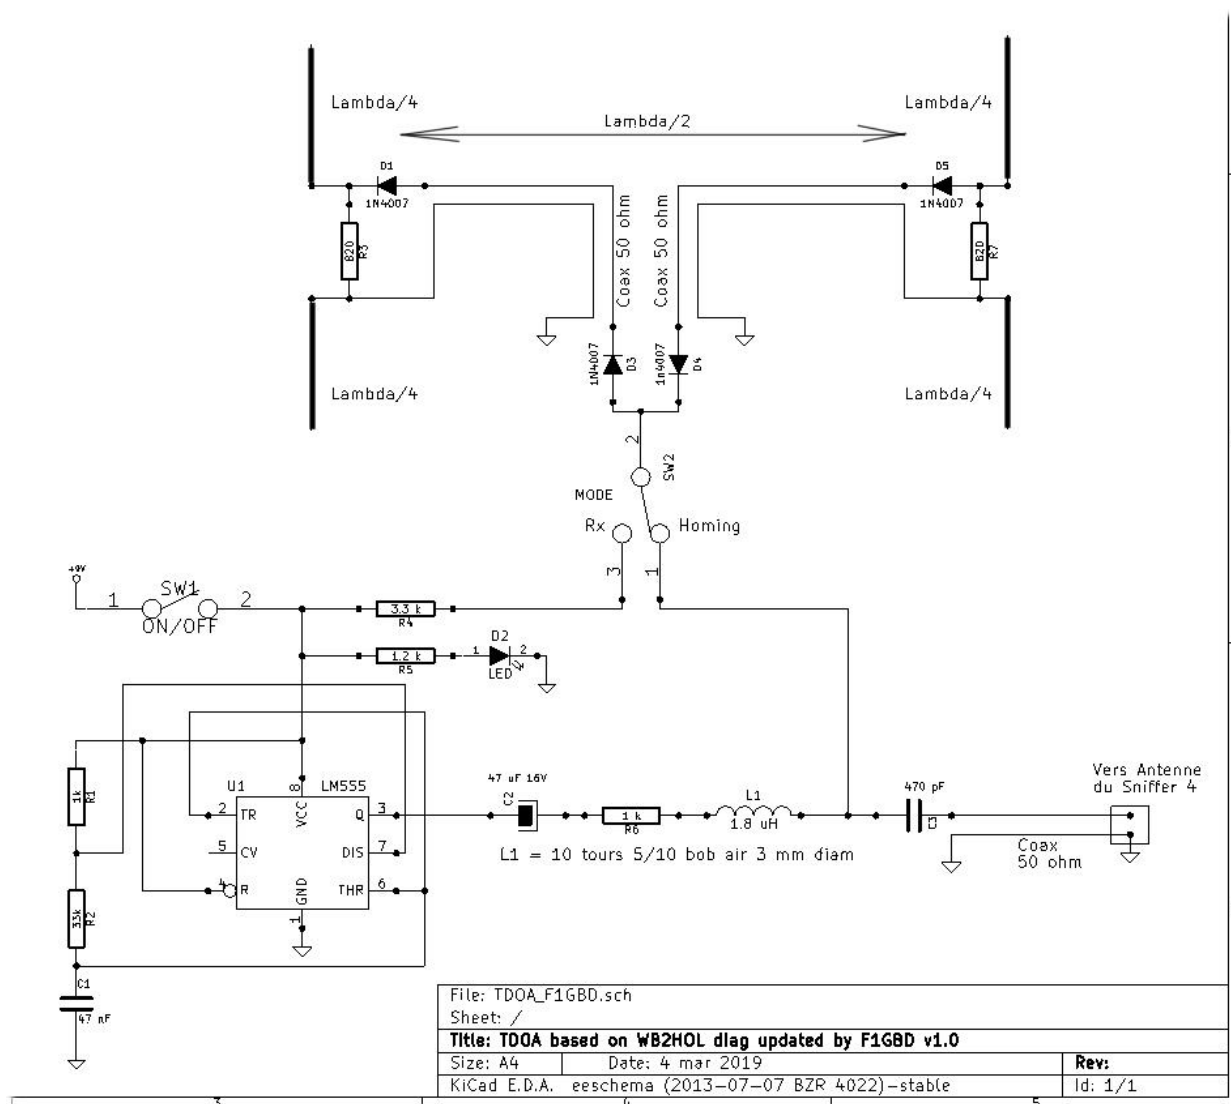 Lambda/4
Lambda/4
Lambda/2
D1
1N4007
D5
1N4007
820
R3
820
R7
Coax 50 ohm
Coax 50 ohm
1N4007
D3
1n4007
D4
Lambda/4
Lambda/4
2
SW2
MODE
Rx
Homing
3
1
+9V
1
SW1
2
ON/OFF
3.3 k
R4
1.2 k
R5
1
D2
2
LED
1k
R1
33k
R2
C1
47 nF
U1
LM555
8
VCC
2
TR
Q
3
5
CV
DIS
7
4
R
THR
6
GND
1
47 uF 16V
C2
1 k
R6
L1
1.8 uH
L1 = 10 tours 5/10 bob air 3 mm diam
470 pF
C3
Vers Antenne
du Sniffer 4
Coax
50 ohm
File: TDOA_F1GBD.sch
Sheet: /
Title: TDOA based on WB2HOL diag updated by F1GBD v1.0
Size: A4
Date: 4 mar 2019
Rev:
KiCad E.D.A. eeschema (2013-07-07 BZR 4022)-stable
Id: 1/1